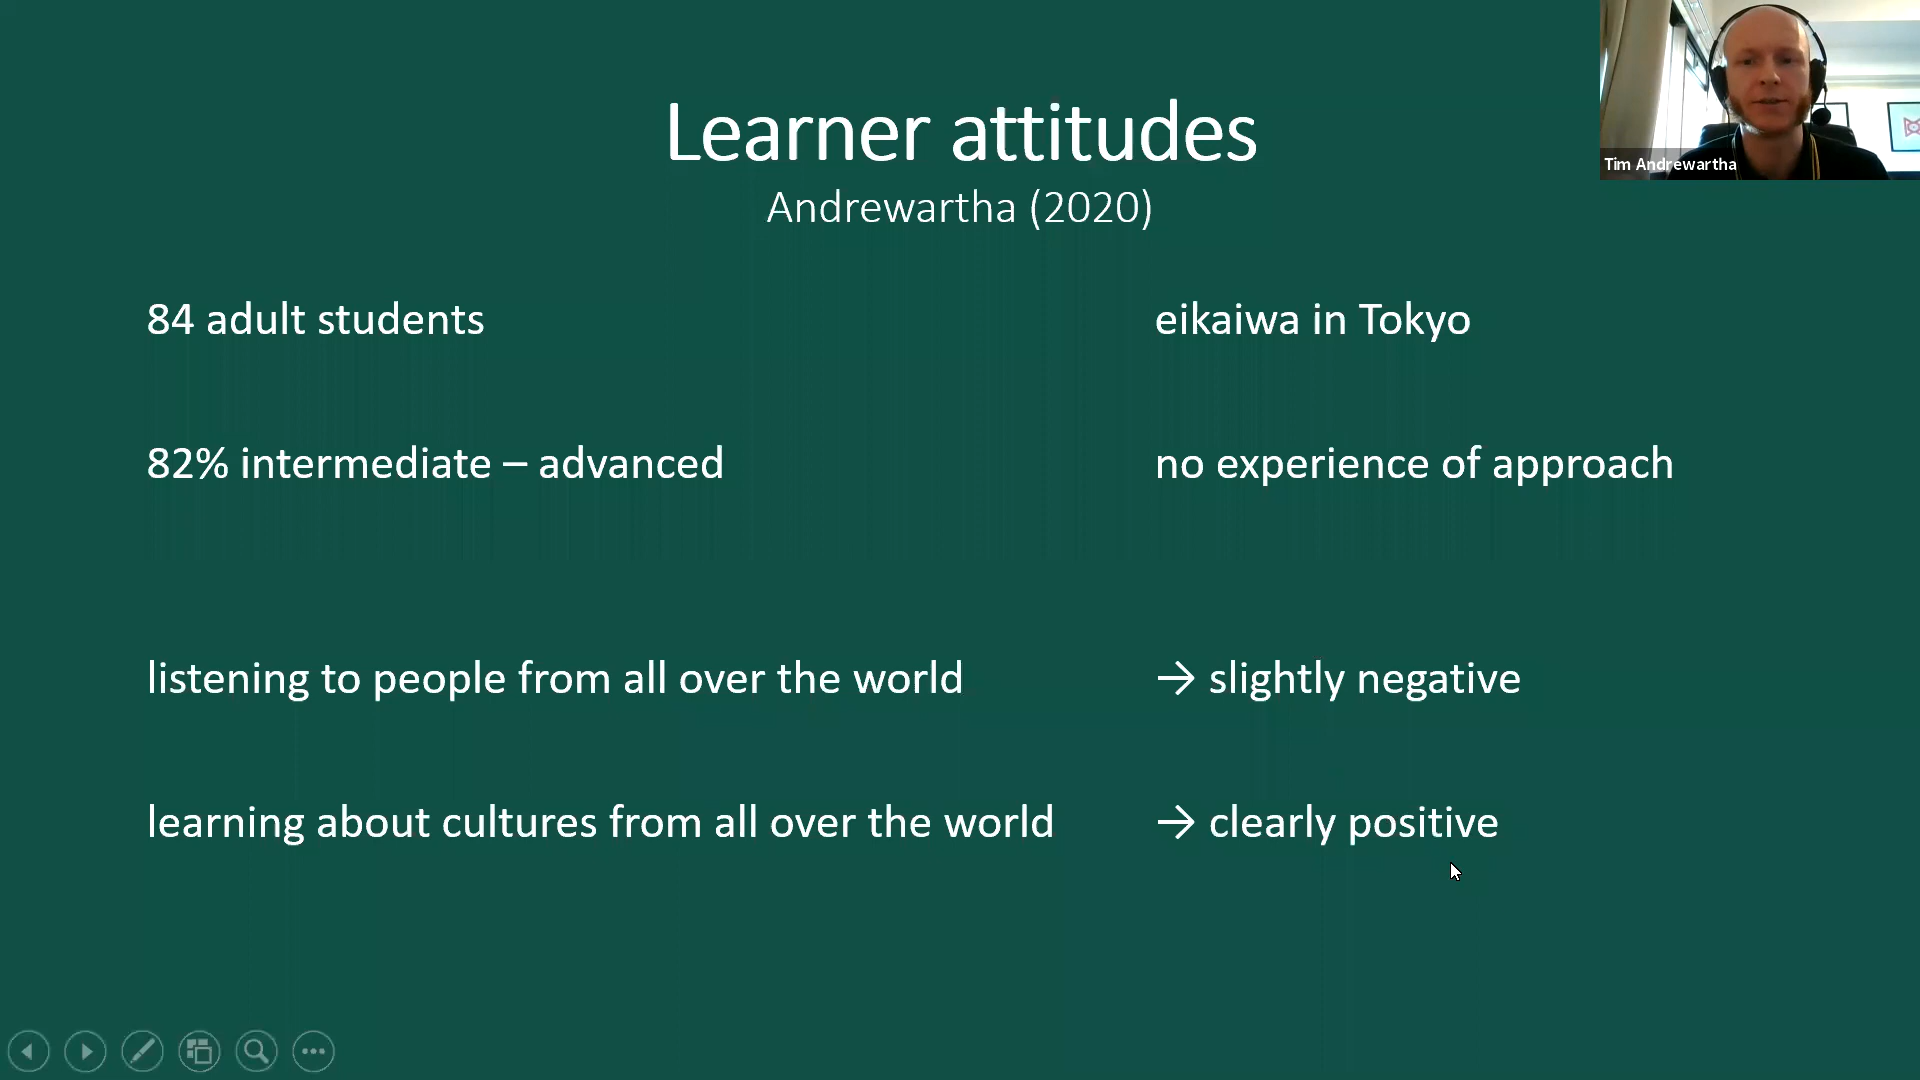 Learner attitudes
Andrewartha (2020)
Tim Andrewartha
84 adult students
eikaiwa in Tokyo
82% intermediate – advanced
no experience of approach
listening to people from all over the world
→ slightly negative
learning about cultures from all over the world
→ clearly positive